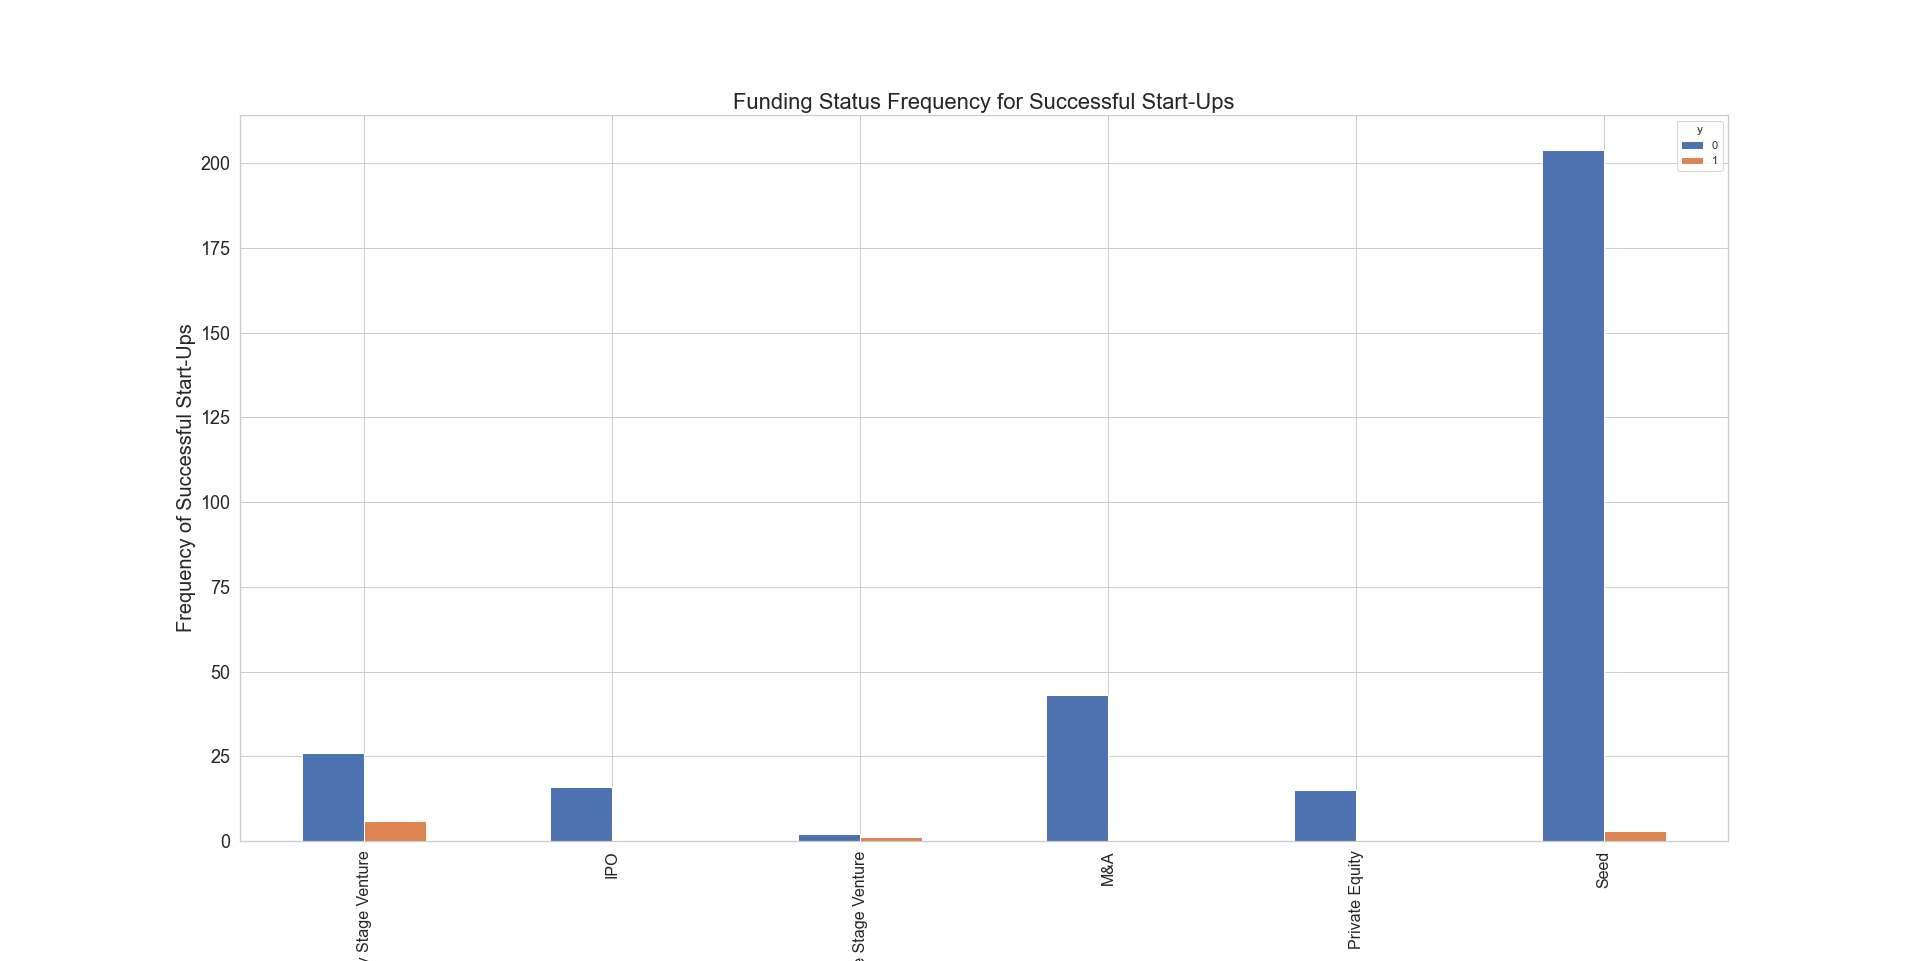 Funding Status Frequency for Successful Start-Ups
y
0
1
200
175
150
125
100
75
50
25
0
Frequency of Successful Start-Ups
Stage Venture
IPO
Stage Venture
M&A
Private Equity
Seed